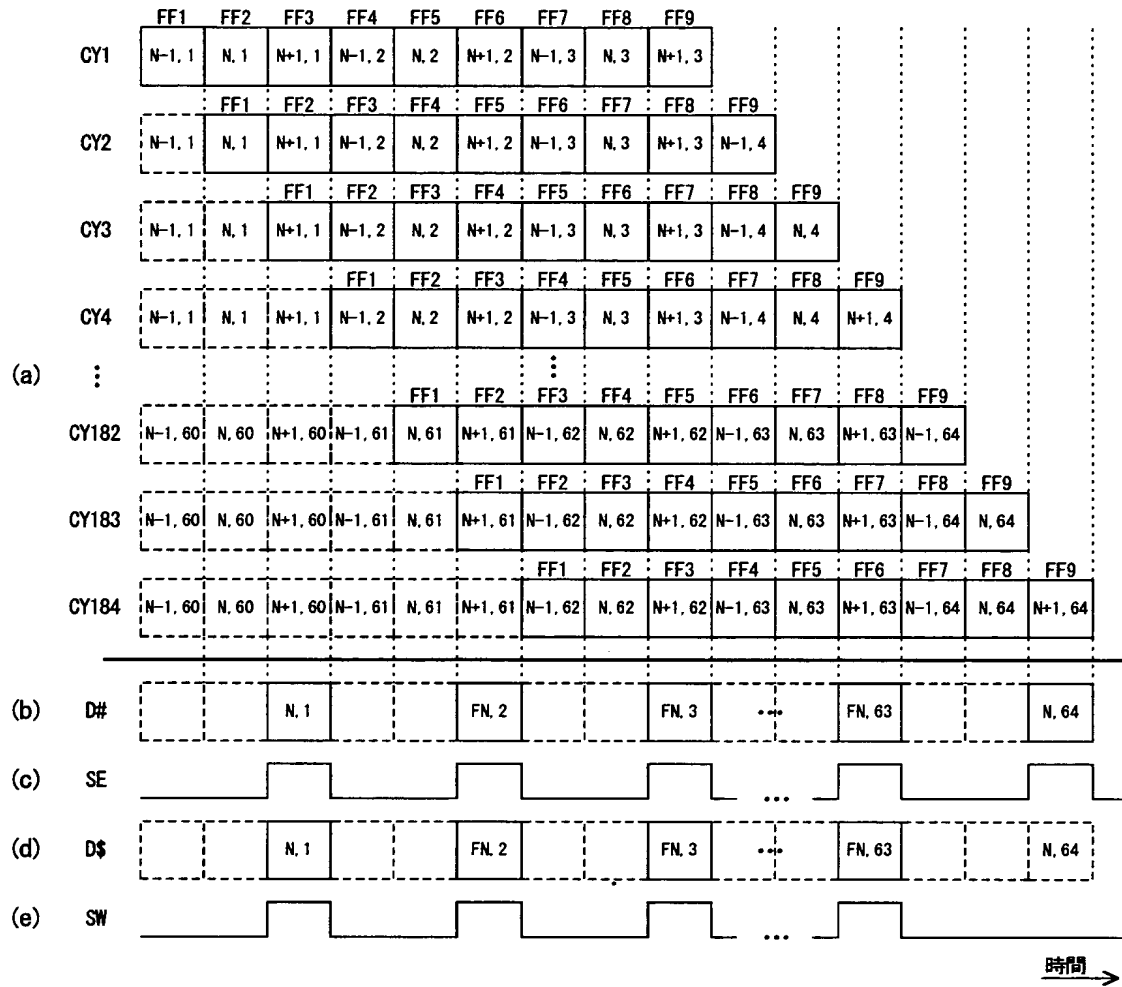 FF1 FF2 FF3 FF4 FF5 FF6 FF7 FF8 FF9
CY1 N-1, 1 N, 1 N+1, 1 N-1, 2 N, 2 N+1, 2 N-1, 3 N, 3 N+1, 3
FF1 FF2 FF3 FF4 FF5 FF6 FF7 FF8 FF9
CY2 N-1, 1 N, 1 N+1, 1 N-1, 2 N, 2 N+1, 2 N-1, 3 N, 3 N+1, 3 N-1, 4
FF1 FF2 FF3 FF4 FF5 FF6 FF7 FF8 FF9
CY3 N-1, 1 N, 1 N+1, 1 N-1, 2 N, 2 N+1, 2 N-1, 3 N, 3 N+1, 3 N-1, 4 N, 4
FF1 FF2 FF3 FF4 FF5 FF6 FF7 FF8 FF9
CY4 N-1, 1 N, 1 N+1, 1 N-1, 2 N, 2 N+1, 2 N-1, 3 N, 3 N+1, 3 N-1, 4 N, 4 N+1, 4
(a) ⋮ ⋮
FF1 FF2 FF3 FF4 FF5 FF6 FF7 FF8 FF9
CY182 N-1, 60 N, 60 N+1, 60 N-1, 61 N, 61 N+1, 61 N-1, 62 N, 62 N+1, 62 N-1, 63 N, 63 N+1, 63 N-1, 64
FF1 FF2 FF3 FF4 FF5 FF6 FF7 FF8 FF9
CY183 N-1, 60 N, 60 N+1, 60 N-1, 61 N, 61 N+1, 61 N-1, 62 N, 62 N+1, 62 N-1, 63 N, 63 N+1, 63 N-1, 64 N, 64
FF1 FF2 FF3 FF4 FF5 FF6 FF7 FF8 FF9
CY184 N-1, 60 N, 60 N+1, 60 N-1, 61 N, 61 N+1, 61 N-1, 62 N, 62 N+1, 62 N-1, 63 N, 63 N+1, 63 N-1, 64 N, 64 N+1, 64
(b) D# N, 1 FN, 2 FN, 3 ... FN, 63 N, 64
(c) SE ...
(d) D$ N, 1 FN, 2 FN, 3 ... FN, 63 N, 64
(e) SW ...
時間